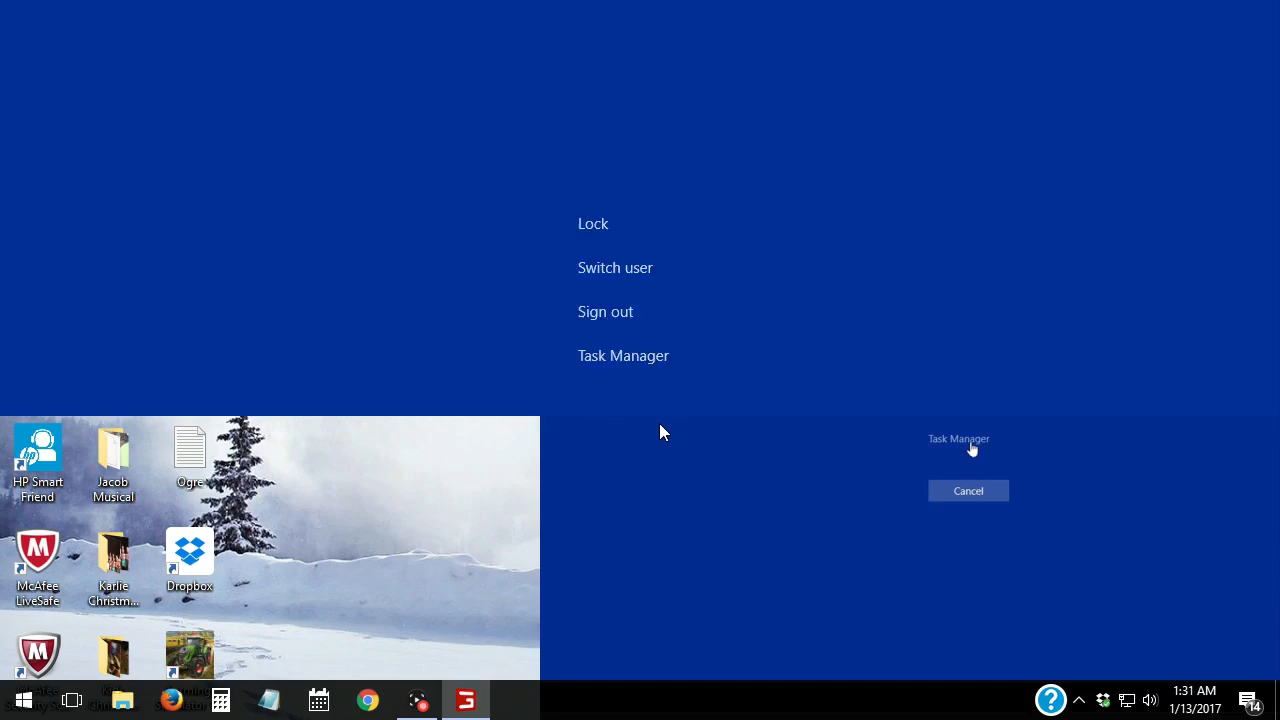 Lock
Switch user
Sign out
Task Manager
Task Manager
Cancel
HP Smart
Friend
Jacob
Musical
Ogre
McAfee
LiveSafe
Karlie
Christm...
Dropbox
1:31 AM
1/13/2017
14